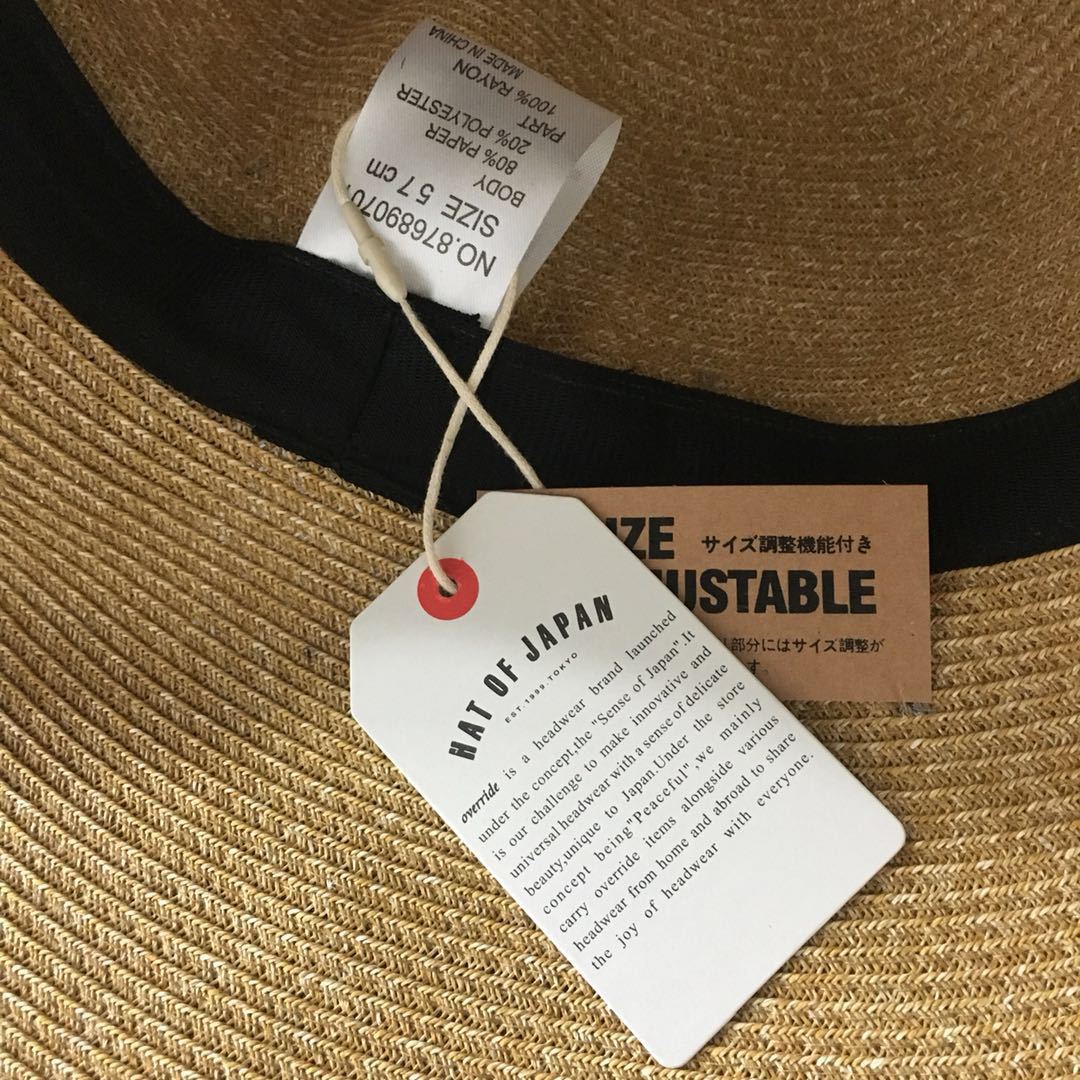 NO.87689070
SIZE 57 cm
BODY
80% PAPER
20% POLYESTER
PART
100% RAYON
MADE IN CHINA
IZE サイズ調整機能付き
USTABLE
部分にはサイズ調整が
す。
HAT OF JAPAN
EST.1999.TOKYO
override is a headwear brand launched
under the concept,the "Sense of Japan".It
is our challenge to make innovative and
universal headwear with a sense of delicate
beauty,unique to Japan.Under the store
concept being"Peaceful",we mainly
carry override items alongside various
headwear from home and abroad to share
the joy of headwear with everyone.